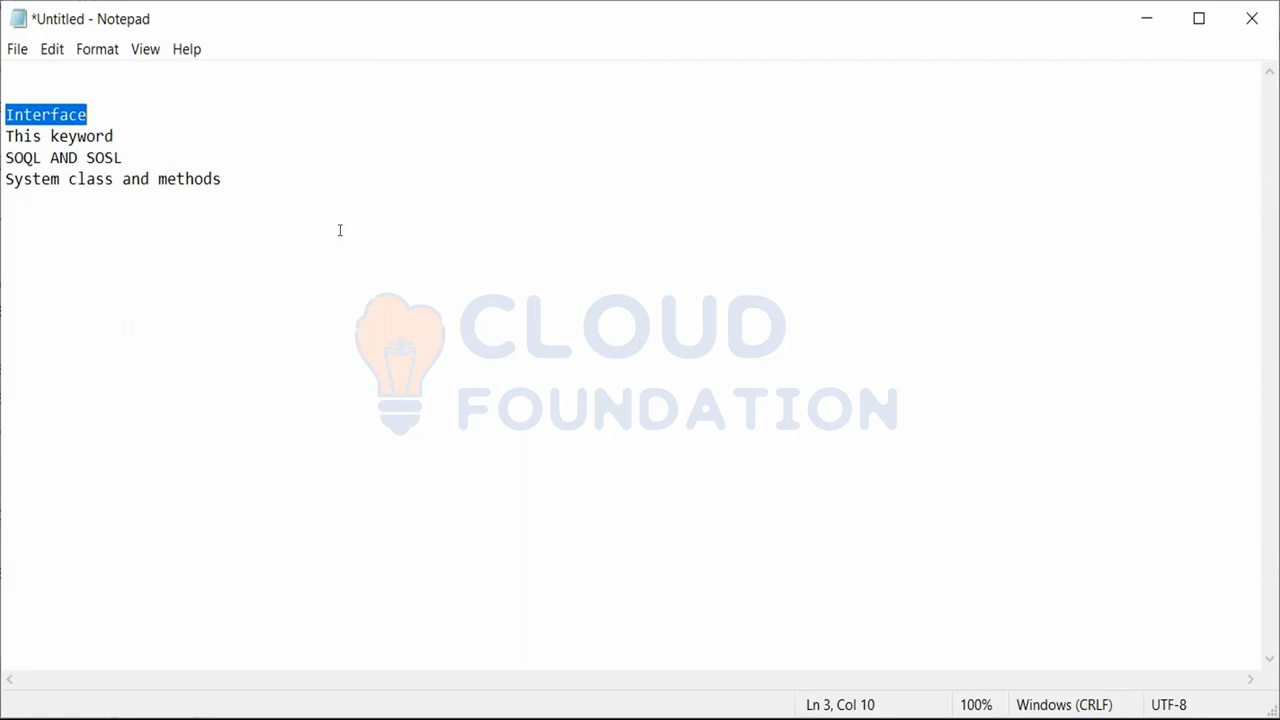 *Untitled - Notepad
File Edit Format View Help
Interface
This keyword
SOQL AND SOSL
System class and methods
CLOUD
FOUNDATION
Ln 3, Col 10 100% Windows (CRLF) UTF-8